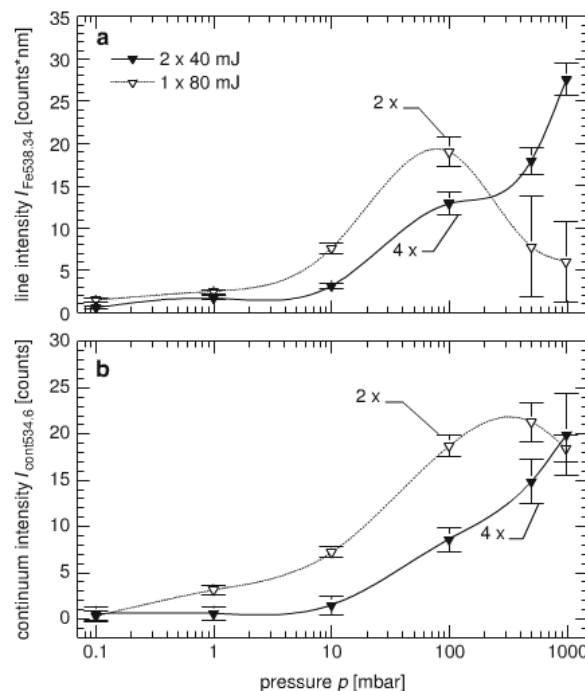 a
2 x 40 mJ
1 x 80 mJ
2 x
4 x
35
30
25
20
15
10
5
0
line intensity I_Fe538.34 [counts*nm]
b
2 x
4 x
30
25
20
15
10
5
0
continuum intensity I_cont534.6 [counts]
0.1 1 10 100 1000
pressure p [mbar]